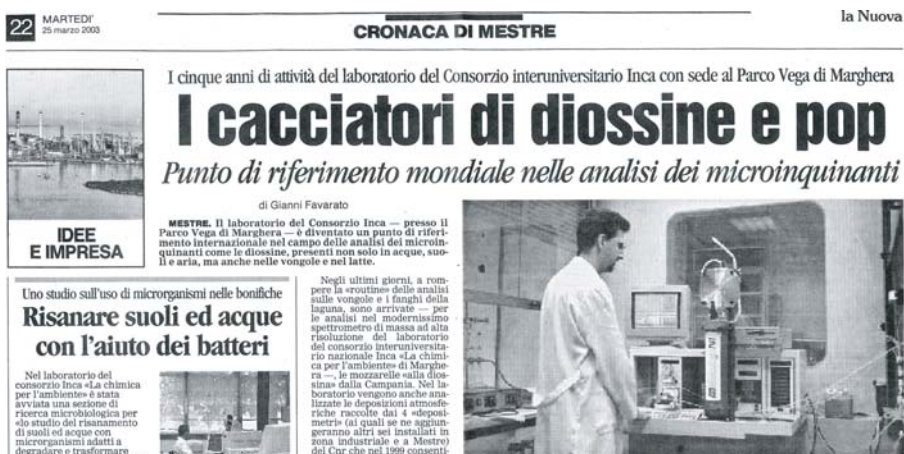 22
MARTEDI'
25 marzo 2003
CRONACA DI MESTRE
la Nuova
I cinque anni di attività del laboratorio del Consorzio interuniversitario Inca con sede al Parco Vega di Marghera
I cacciatori di diossine e pop
Punto di riferimento mondiale nelle analisi dei microinquinanti
IDEE
E IMPRESA
di Gianni Favarato
MESTRE. Il laboratorio del Consorzio Inca — presso il
Parco Vega di Marghera — è diventato un punto di riferi-
mento internazionale nel campo delle analisi dei microin-
quinanti come le diossine, presenti non solo in acque, suo-
li e aria, ma anche nelle vongole e nel latte.
Uno studio sull'uso di microrganismi nelle bonifiche
Risanare suoli ed acque
con l'aiuto dei batteri
Nel laboratorio del
consorzio Inca «La chimica
per l'ambiente» è stata
avviata una sezione di
ricerca microbiologica per
«lo studio del risanamento
di suoli ed acque con
microrganismi adatti a
degradare e trasformare
Negli ultimi giorni, a rom-
pere la «routine» delle analisi
sulle vongole e i fanghi della
laguna, sono arrivate — per
le analisi nel modernissimo
spettrometro di massa ad alta
risoluzione del laboratorio
del consorzio interuniversita-
rio nazionale Inca «La chimi-
ca per l'ambiente» di Marghe-
ra —, le mozzarelle «alla dios-
sina» dalla Campania. Nel la-
boratorio vengono anche ana-
lizzate le deposizioni atmosfe-
riche raccolte dai 4 «deposi-
metri» (ai quali se ne aggiun-
geranno altri sei installati in
zona industriale e a Mestre)
del Cnr che nel 1999 consenti-